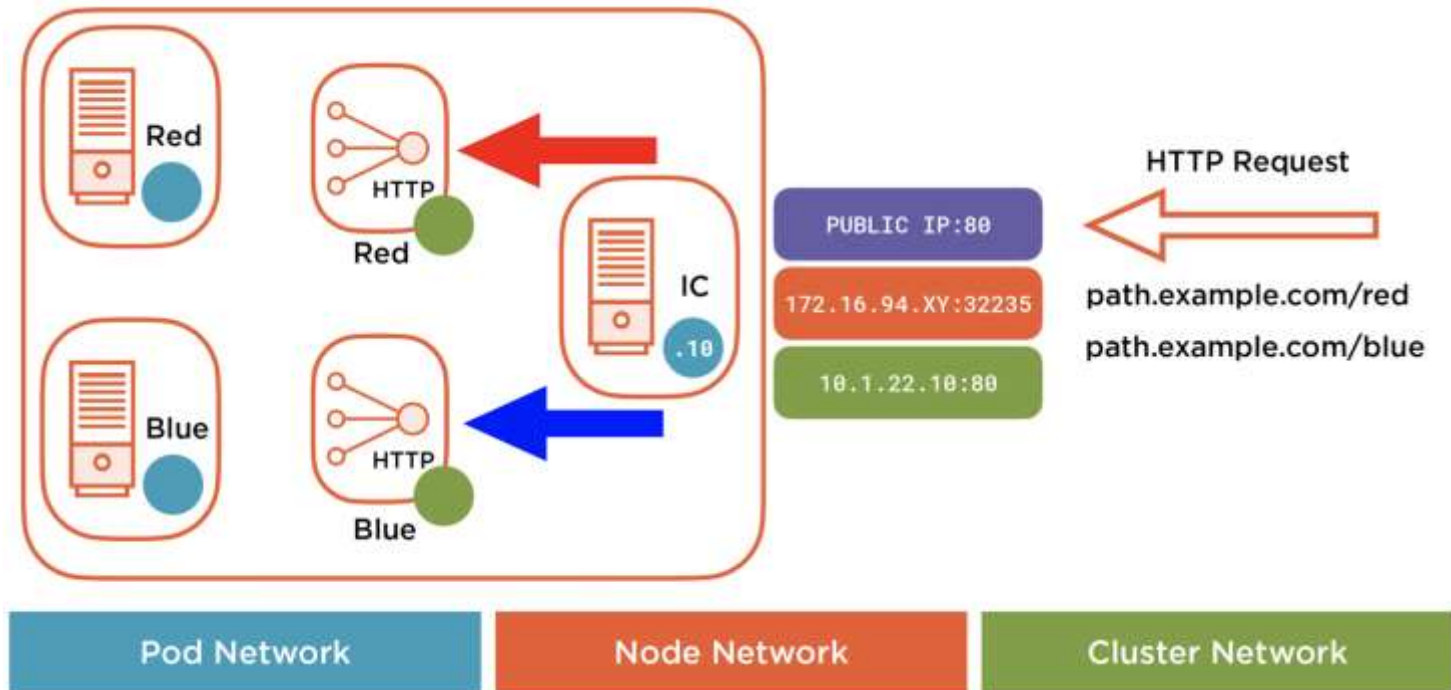 Red
HTTP
Red
Blue
HTTP
Blue
IC
.10
PUBLIC IP:80
172.16.94.XY:32235
10.1.22.10:80
HTTP Request
path.example.com/red
path.example.com/blue
Pod Network
Node Network
Cluster Network